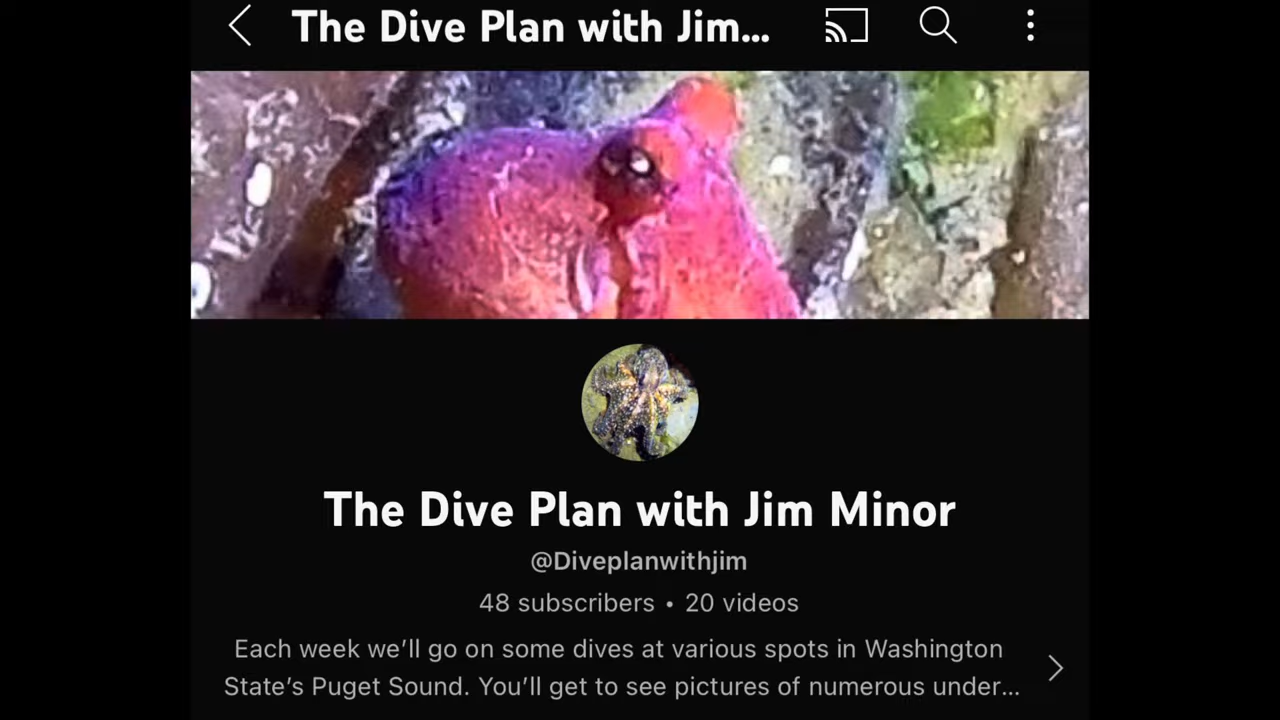 The Dive Plan with Jim...
The Dive Plan with Jim Minor
@Diveplanwithjim
48 subscribers • 20 videos
Each week we’ll go on some dives at various spots in Washington
State’s Puget Sound. You’ll get to see pictures of numerous under...